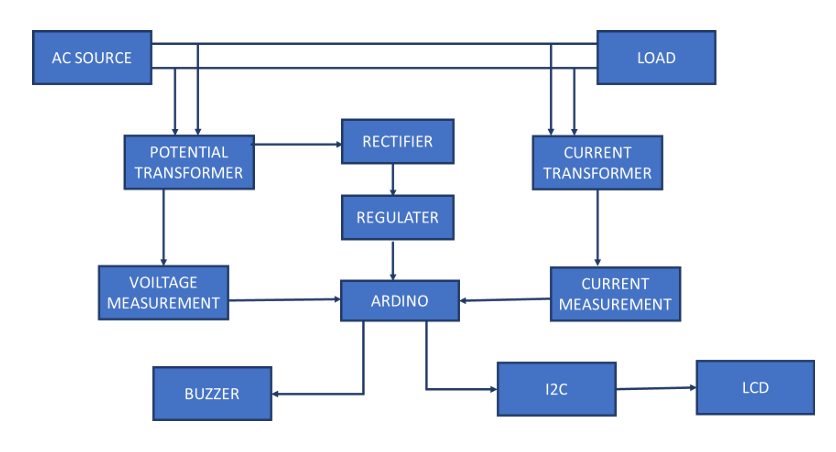 AC SOURCE
LOAD
POTENTIAL
TRANSFORMER
RECTIFIER
CURRENT
TRANSFORMER
REGULATER
VOILTAGE
MEASUREMENT
ARDINO
CURRENT
MEASUREMENT
BUZZER
I2C
LCD